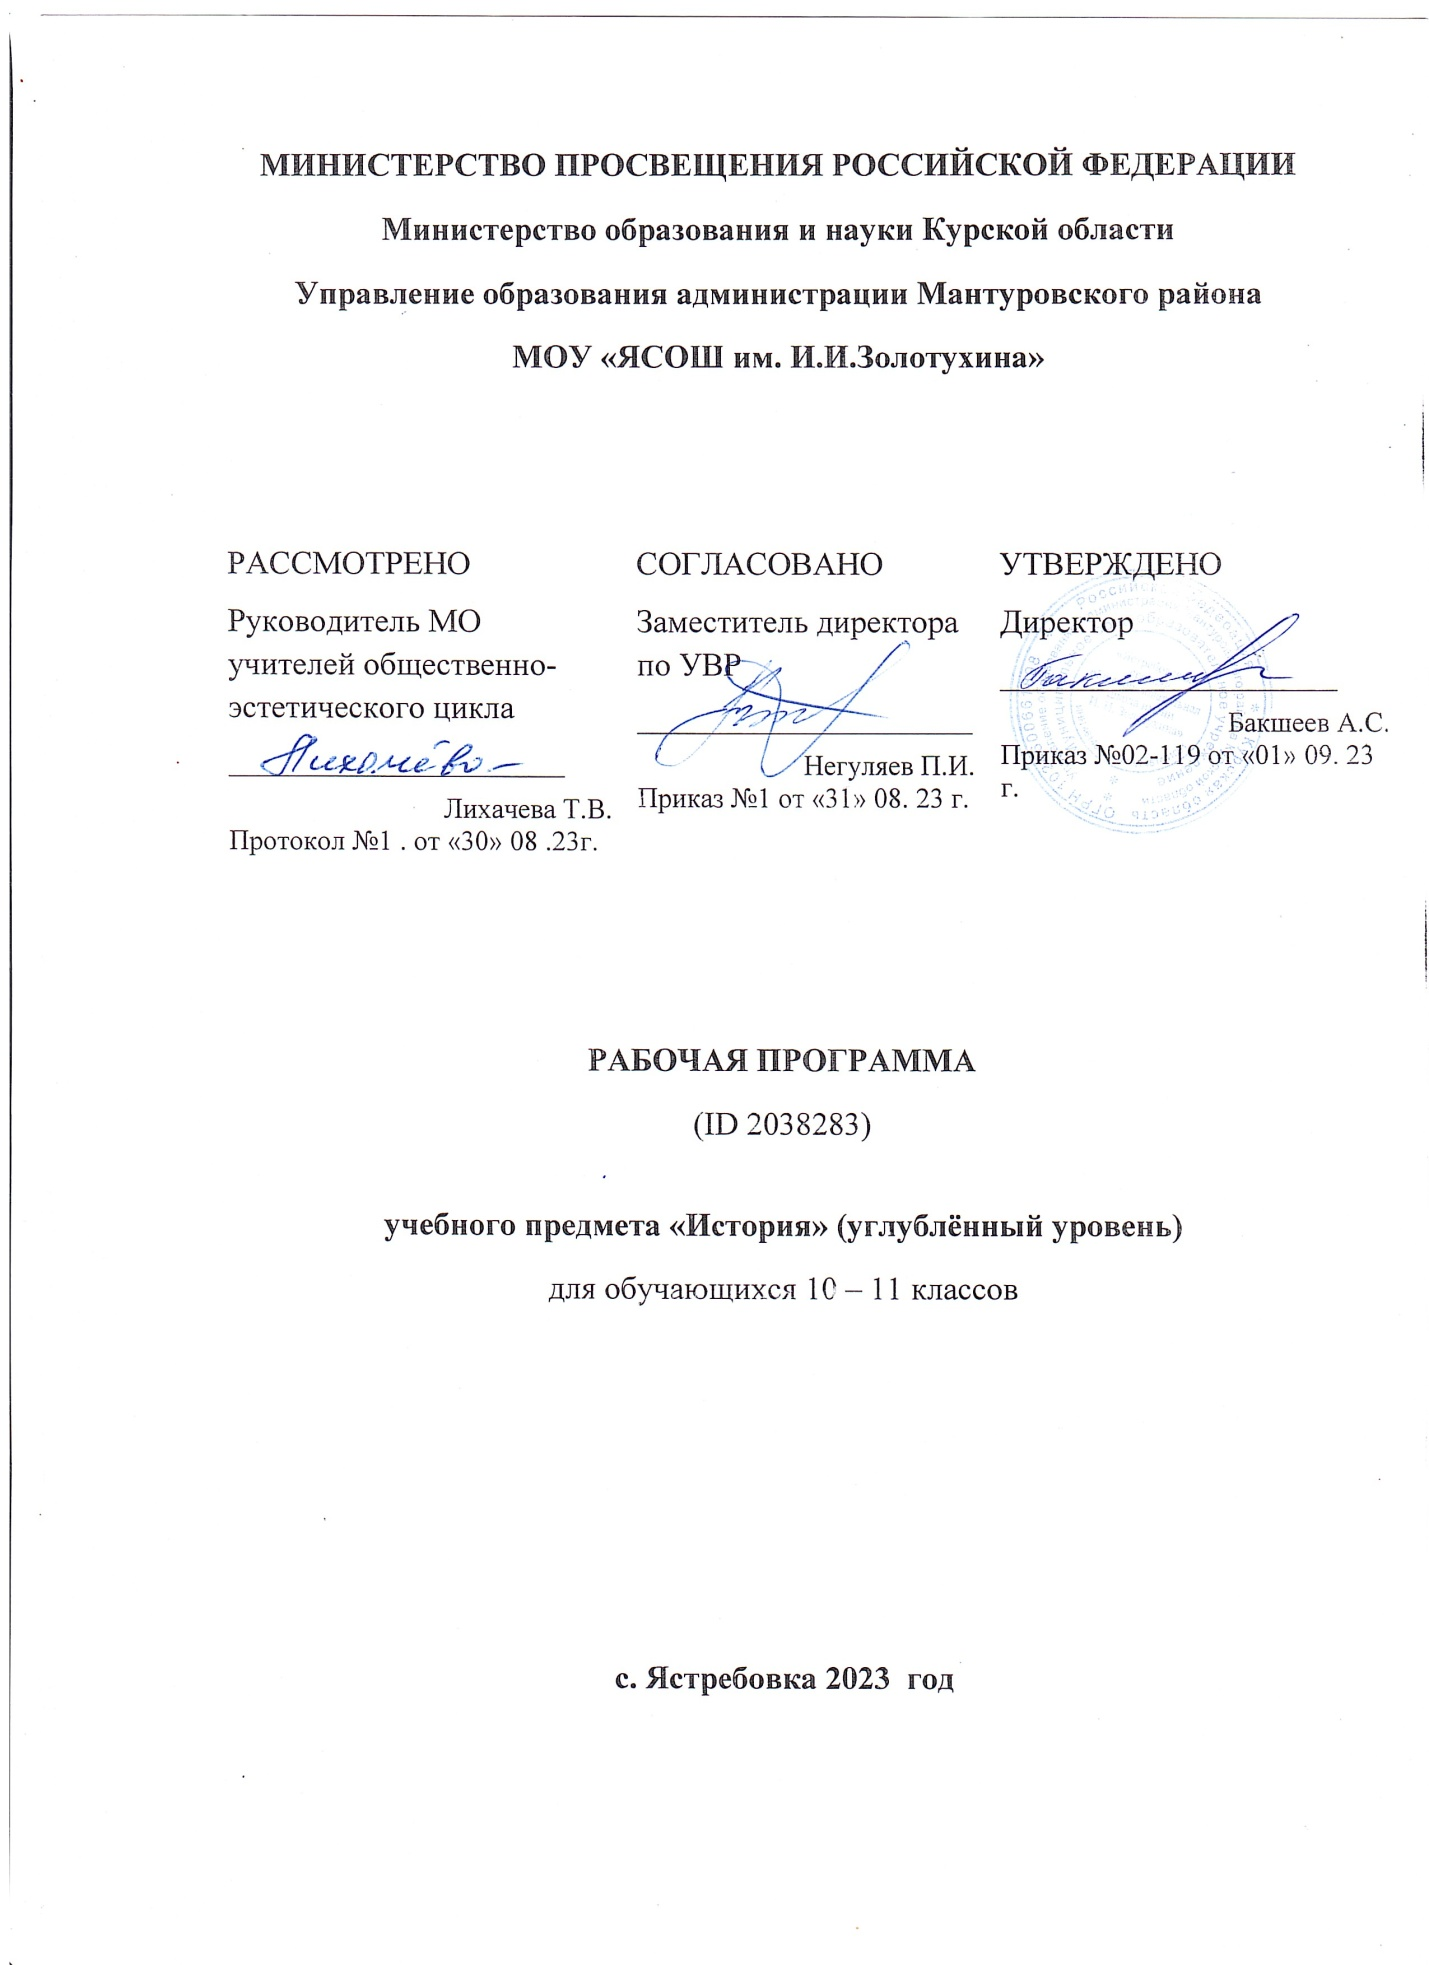 МИНИСТЕРСТВО ПРОСВЕЩЕНИЯ РОССИЙСКОЙ ФЕДЕРАЦИИ
Министерство образования и науки Курской области
Управление образования администрации Мантуровского района
МОУ «ЯСОШ им. И.И.Золотухина»
РАССМОТРЕНО
Руководитель МО
учителей общественно-
эстетического цикла
Лихачева Т.В.
Протокол №1 . от «30» 08 .23г.
СОГЛАСОВАНО
Заместитель директора
по УВР
Негуляев П.И.
Приказ №1 от «31» 08. 23 г.
УТВЕРЖДЕНО
Директор
Бакшеев А.С.
Приказ №02-119 от «01» 09. 23
г.
РАБОЧАЯ ПРОГРАММА
(ID 2038283)
учебного предмета «История» (углублённый уровень)
для обучающихся 10 – 11 классов
с. Ястребовка 2023 год